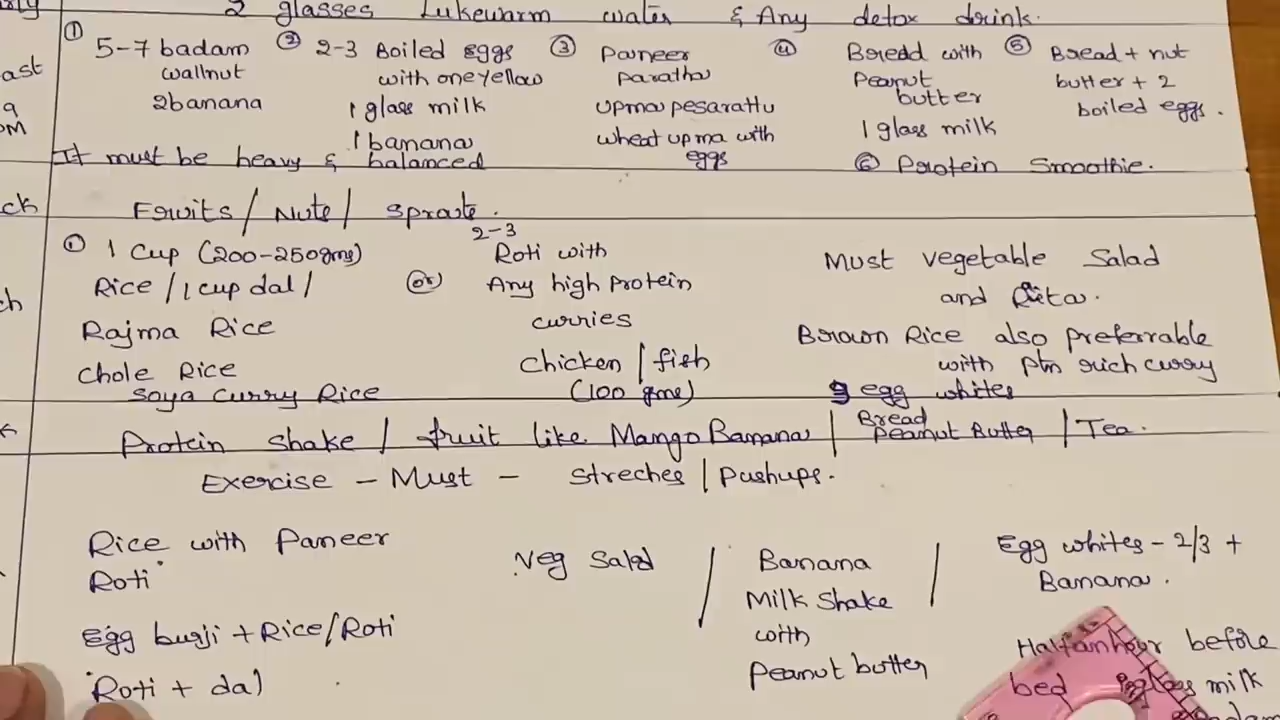 2 glasses Lukewarm water & Any detox drink.
① 5-7 badam
wallnut
2banana
② 2-3 Boiled eggs
with one yellow
1 glass milk
1 banana
③ Paneer
paratha
upma pesarattu
wheat upma with
eggs
④ Bread with
Peanut
butter
1 glass milk
⑤ Bread + nut
butter + 2
boiled eggs.
It must be heavy & balanced
⑥ Protein Smoothie.
ast
9
ck
Fruits / Nuts / Sprouts.
① 1 Cup (200-250gms)
Rice / 1 cup dal /
Rajma Rice
Chole Rice
Soya Curry Rice
(or)
2-3
Roti with
Any high protein
curries
Chicken / fish
(100 gms)
Must vegetable Salad
and Raita.
Brown Rice also preferrable
with ptn rich curry
egg whites
ch
Protein Shake / fruit like Mango Banana / Bread Peanut Butter / Tea.
Exercise - Must - Streches / Pushups.
Rice with Paneer
Roti
Egg burji + Rice/Roti
Roti + dal
Veg Salad /
Banana
Milk Shake
with
Peanut butter
/
Egg whites - 2/3 +
Banana.
Half an hour before
bed glass milk